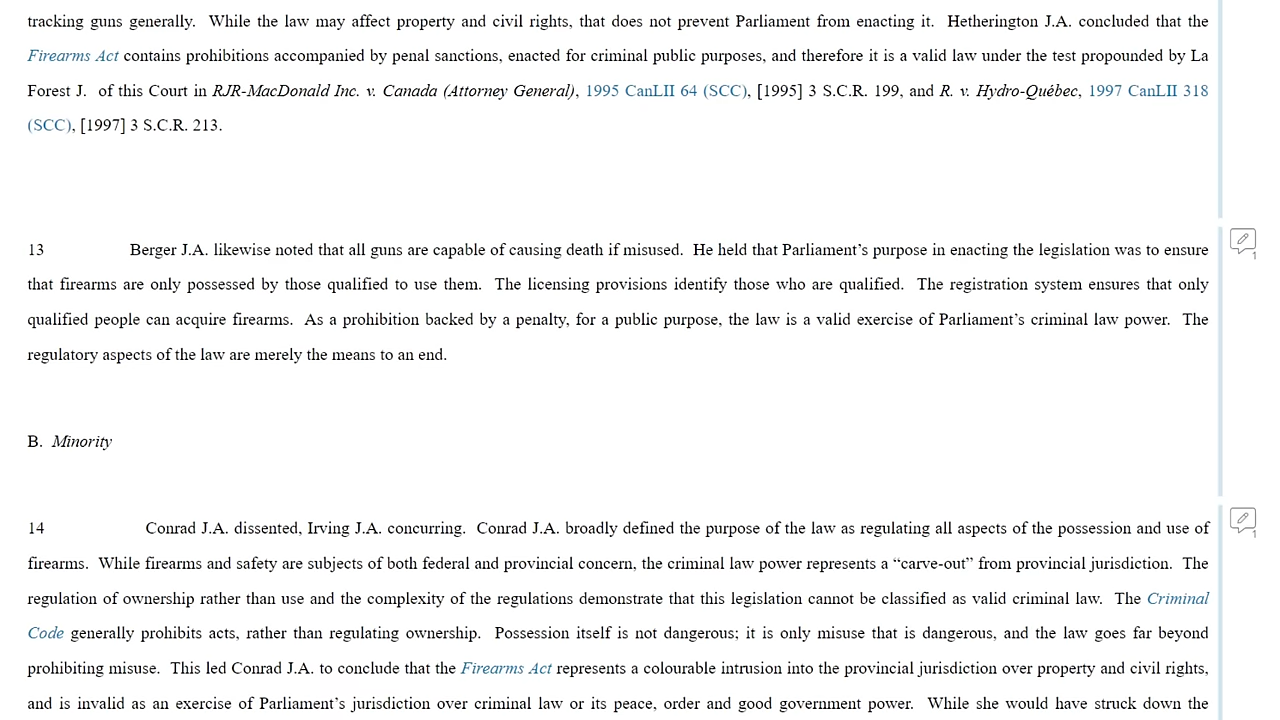 tracking guns generally.  While the law may affect property and civil rights, that does not prevent Parliament from enacting it.  Hetherington J.A. concluded that the
Firearms Act contains prohibitions accompanied by penal sanctions, enacted for criminal public purposes, and therefore it is a valid law under the test propounded by La
Forest J.  of this Court in RJR-MacDonald Inc. v. Canada (Attorney General), 1995 CanLII 64 (SCC), [1995] 3 S.C.R. 199, and R. v. Hydro-Québec, 1997 CanLII 318
(SCC), [1997] 3 S.C.R. 213.
13 Berger J.A. likewise noted that all guns are capable of causing death if misused.  He held that Parliament’s purpose in enacting the legislation was to ensure
1
that firearms are only possessed by those qualified to use them.  The licensing provisions identify those who are qualified.  The registration system ensures that only
qualified people can acquire firearms.  As a prohibition backed by a penalty, for a public purpose, the law is a valid exercise of Parliament’s criminal law power.  The
regulatory aspects of the law are merely the means to an end.
B.  Minority
14 Conrad J.A. dissented, Irving J.A. concurring.  Conrad J.A. broadly defined the purpose of the law as regulating all aspects of the possession and use of
1
firearms.  While firearms and safety are subjects of both federal and provincial concern, the criminal law power represents a “carve-out” from provincial jurisdiction.  The
regulation of ownership rather than use and the complexity of the regulations demonstrate that this legislation cannot be classified as valid criminal law.  The Criminal
Code generally prohibits acts, rather than regulating ownership.  Possession itself is not dangerous; it is only misuse that is dangerous, and the law goes far beyond
prohibiting misuse.  This led Conrad J.A. to conclude that the Firearms Act represents a colourable intrusion into the provincial jurisdiction over property and civil rights,
and is invalid as an exercise of Parliament’s jurisdiction over criminal law or its peace, order and good government power.  While she would have struck down the